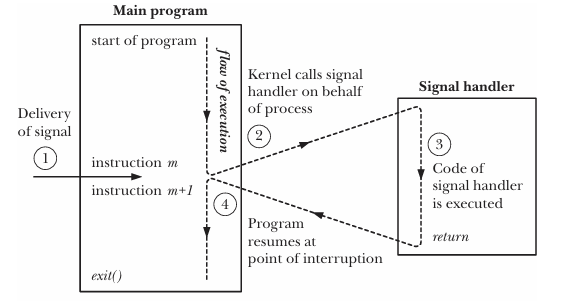 Main program
start of program
flow of execution
Kernel calls signal
handler on behalf
of process
2
Signal handler
Delivery
of signal
1
instruction m
instruction m+1
3
Code of
signal handler
is executed
return
4
Program
resumes at
point of interruption
exit()